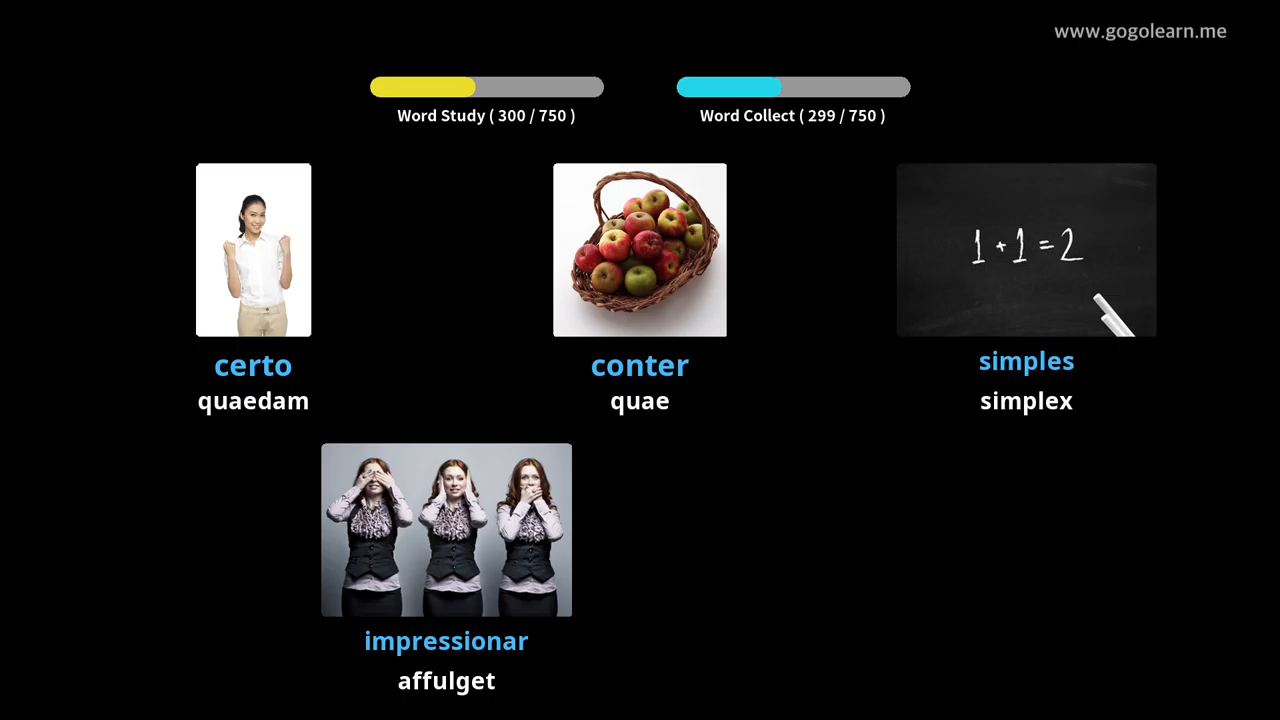 www.gogolearn.me
Word Study ( 300 / 750 )
Word Collect ( 299 / 750 )
1 + 1 = 2
certo
quaedam
conter
quae
simples
simplex
impressionar
affulget